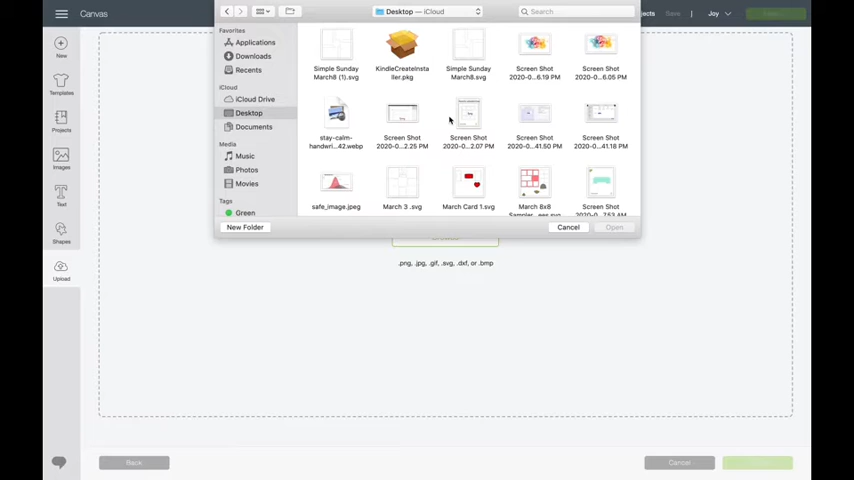 Canvas
Desktop — iCloud
Search
jects
Save
Joy
New
Templates
Projects
Images
Text
Shapes
Upload
Favorites
Applications
Downloads
Recents
iCloud
iCloud Drive
Desktop
Documents
Media
Music
Photos
Movies
Tags
Green
Simple Sunday
March8 (1).svg
KindleCreateInsta
ller.pkg
Simple Sunday
March8.svg
Screen Shot
2020-0...6.19 PM
Screen Shot
2020-0...6.05 PM
stay-calm-
handwri...42.webp
Screen Shot
2020-0...2.25 PM
Screen Shot
2020-0...2.07 PM
Screen Shot
2020-0...41.50 PM
Screen Shot
2020-0...41.18 PM
safe_image.jpeg
March 3 .svg
March Card 1.svg
March 8x8
Screen Shot
New Folder
Cancel
Open
.png, .jpg, .gif, .svg, .dxf, or .bmp
Back
Cancel